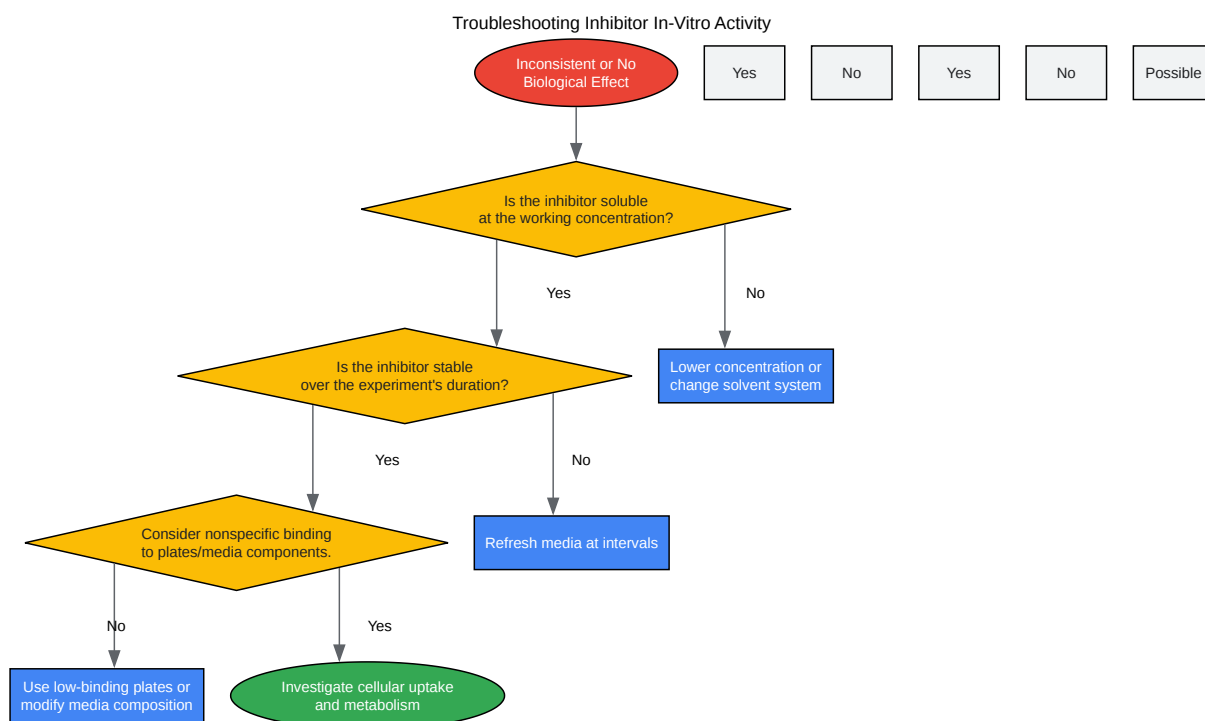 Troubleshooting Inhibitor In-Vitro Activity
Inconsistent or No
Biological Effect
Yes
No
Yes
No
Possible
Is the inhibitor soluble
at the working concentration?
Yes
No
Is the inhibitor stable
over the experiment's duration?
Lower concentration or
change solvent system
Yes
No
Consider nonspecific binding
to plates/media components.
Refresh media at intervals
No
Yes
Use low-binding plates or
modify media composition
Investigate cellular uptake
and metabolism